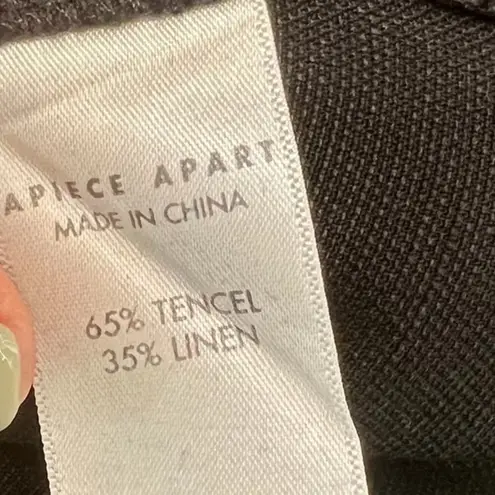 APIECE APART
MADE IN CHINA
65% TENCEL
35% LINEN